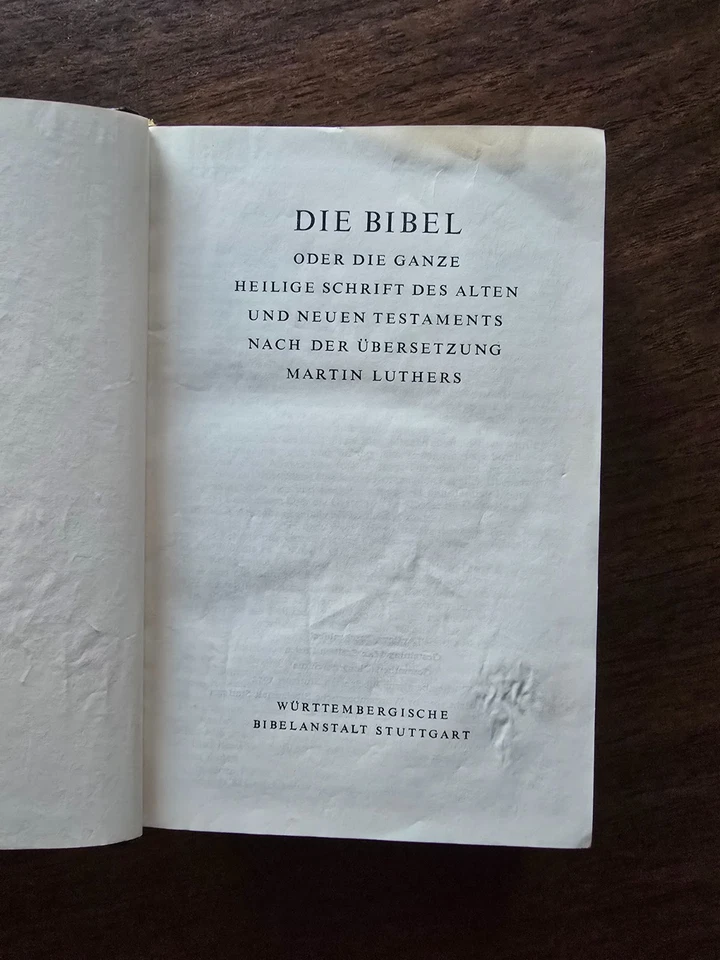 DIE BIBEL
ODER DIE GANZE
HEILIGE SCHRIFT DES ALTEN
UND NEUEN TESTAMENTS
NACH DER ÜBERSETZUNG
MARTIN LUTHERS
WÜRTTEMBERGISCHE
BIBELANSTALT STUTTGART